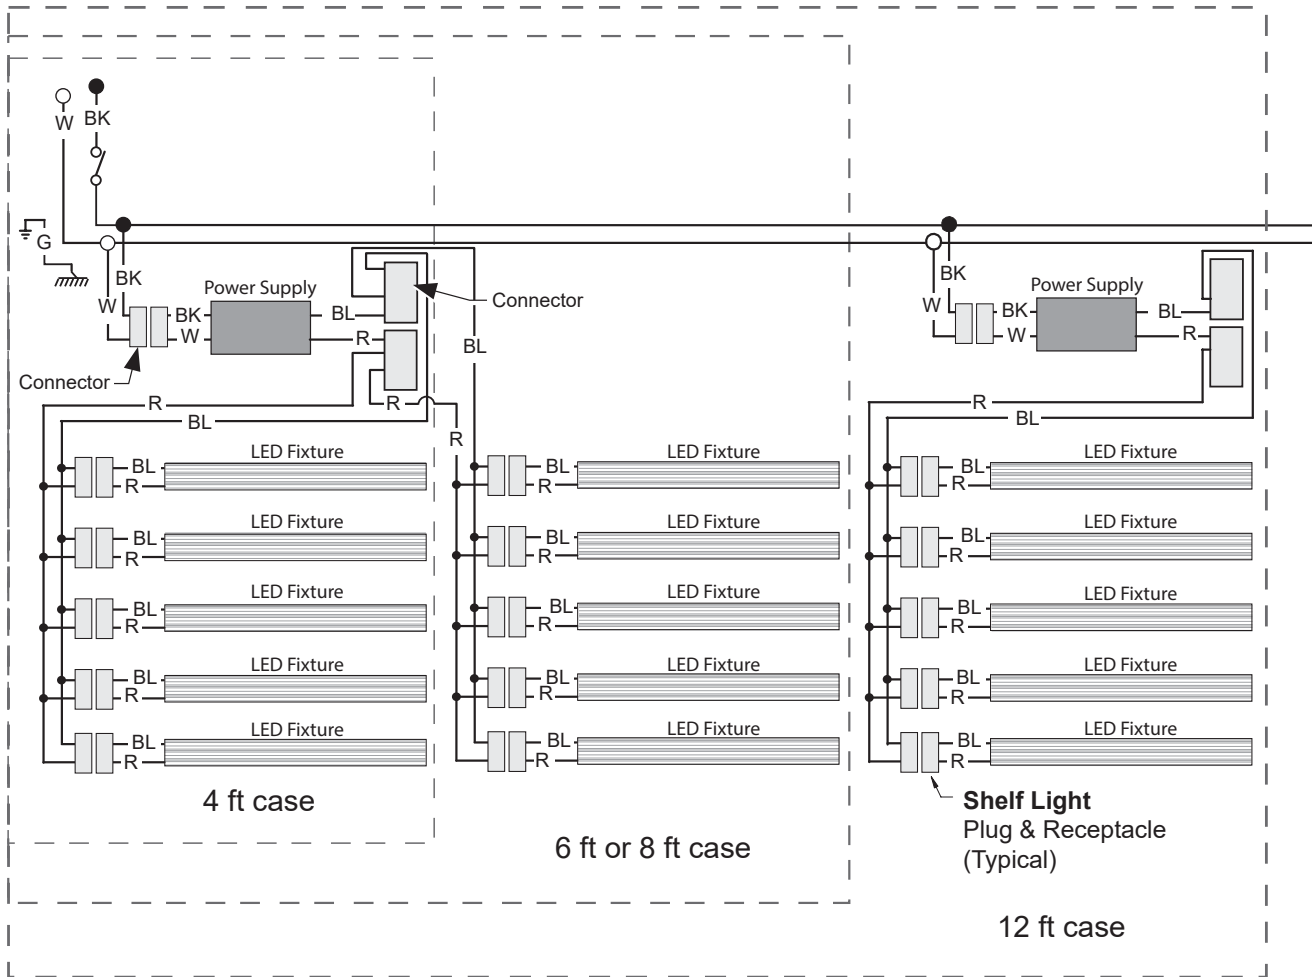 W
BK
G
BK
W
Power Supply
BK
W
BL
R
Connector
Connector
R
BL
R
BL
R
BK
W
Power Supply
BK
W
BL
R
R
BL
LED Fixture
BL
R
LED Fixture
BL
R
LED Fixture
BL
R
LED Fixture
BL
R
LED Fixture
BL
R
4 ft case
LED Fixture
BL
R
LED Fixture
BL
R
LED Fixture
BL
R
LED Fixture
BL
R
LED Fixture
BL
R
6 ft or 8 ft case
LED Fixture
BL
R
LED Fixture
BL
R
LED Fixture
BL
R
LED Fixture
BL
R
LED Fixture
BL
R
Shelf Light
Plug & Receptacle
(Typical)
12 ft case